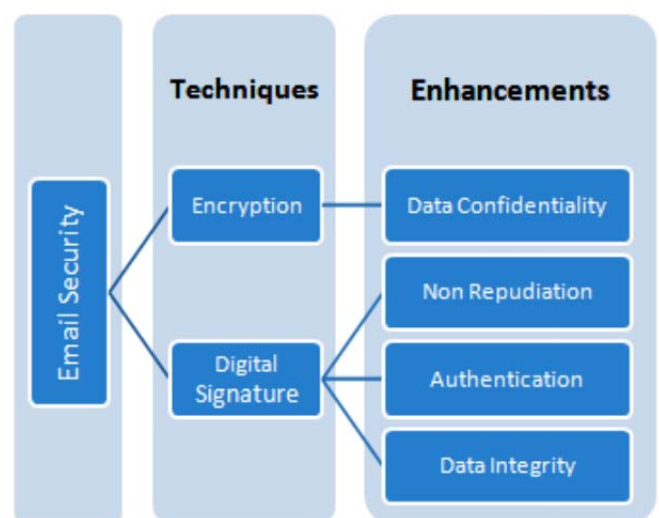 Techniques
Enhancements
Email Security
Encryption
Data Confidentiality
Digital
Signature
Non Repudiation
Authentication
Data Integrity